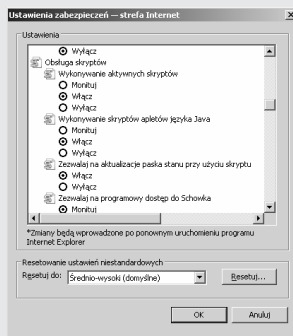 Ustawienia zabezpieczeń — strefa Internet
Ustawienia
Wyłącz
Obsługa skryptów
Wykonywanie aktywnych skryptów
Monituj
Włącz
Wyłącz
Wykonywanie skryptów apletów języka Java
Monituj
Włącz
Wyłącz
Zezwalaj na aktualizacje paska stanu przy użyciu skryptu
Włącz
Wyłącz
Zezwalaj na programowy dostęp do Schowka
Monituj
*Zmiany będą wprowadzone po ponownym uruchomieniu programu
Internet Explorer
Resetowanie ustawień niestandardowych
Resetuj do: Średnio-wysoki (domyślne) Resetuj...
OK Anuluj